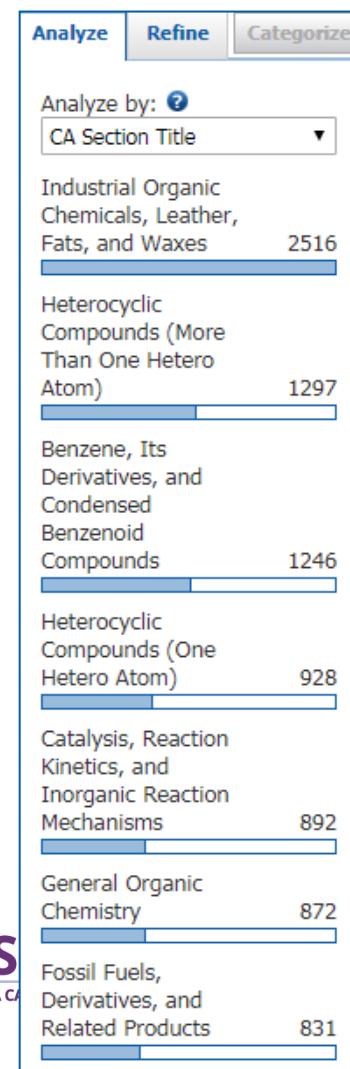 Analyze Refine Categorize
Analyze by: ?
CA Section Title ▼
Industrial Organic
Chemicals, Leather,
Fats, and Waxes 2516
Heterocyclic
Compounds (More
Than One Hetero
Atom) 1297
Benzene, Its
Derivatives, and
Condensed
Benzenoid
Compounds 1246
Heterocyclic
Compounds (One
Hetero Atom) 928
Catalysis, Reaction
Kinetics, and
Inorganic Reaction
Mechanisms 892
General Organic
Chemistry 872
S
Fossil Fuels,
A CA
Derivatives, and
Related Products 831